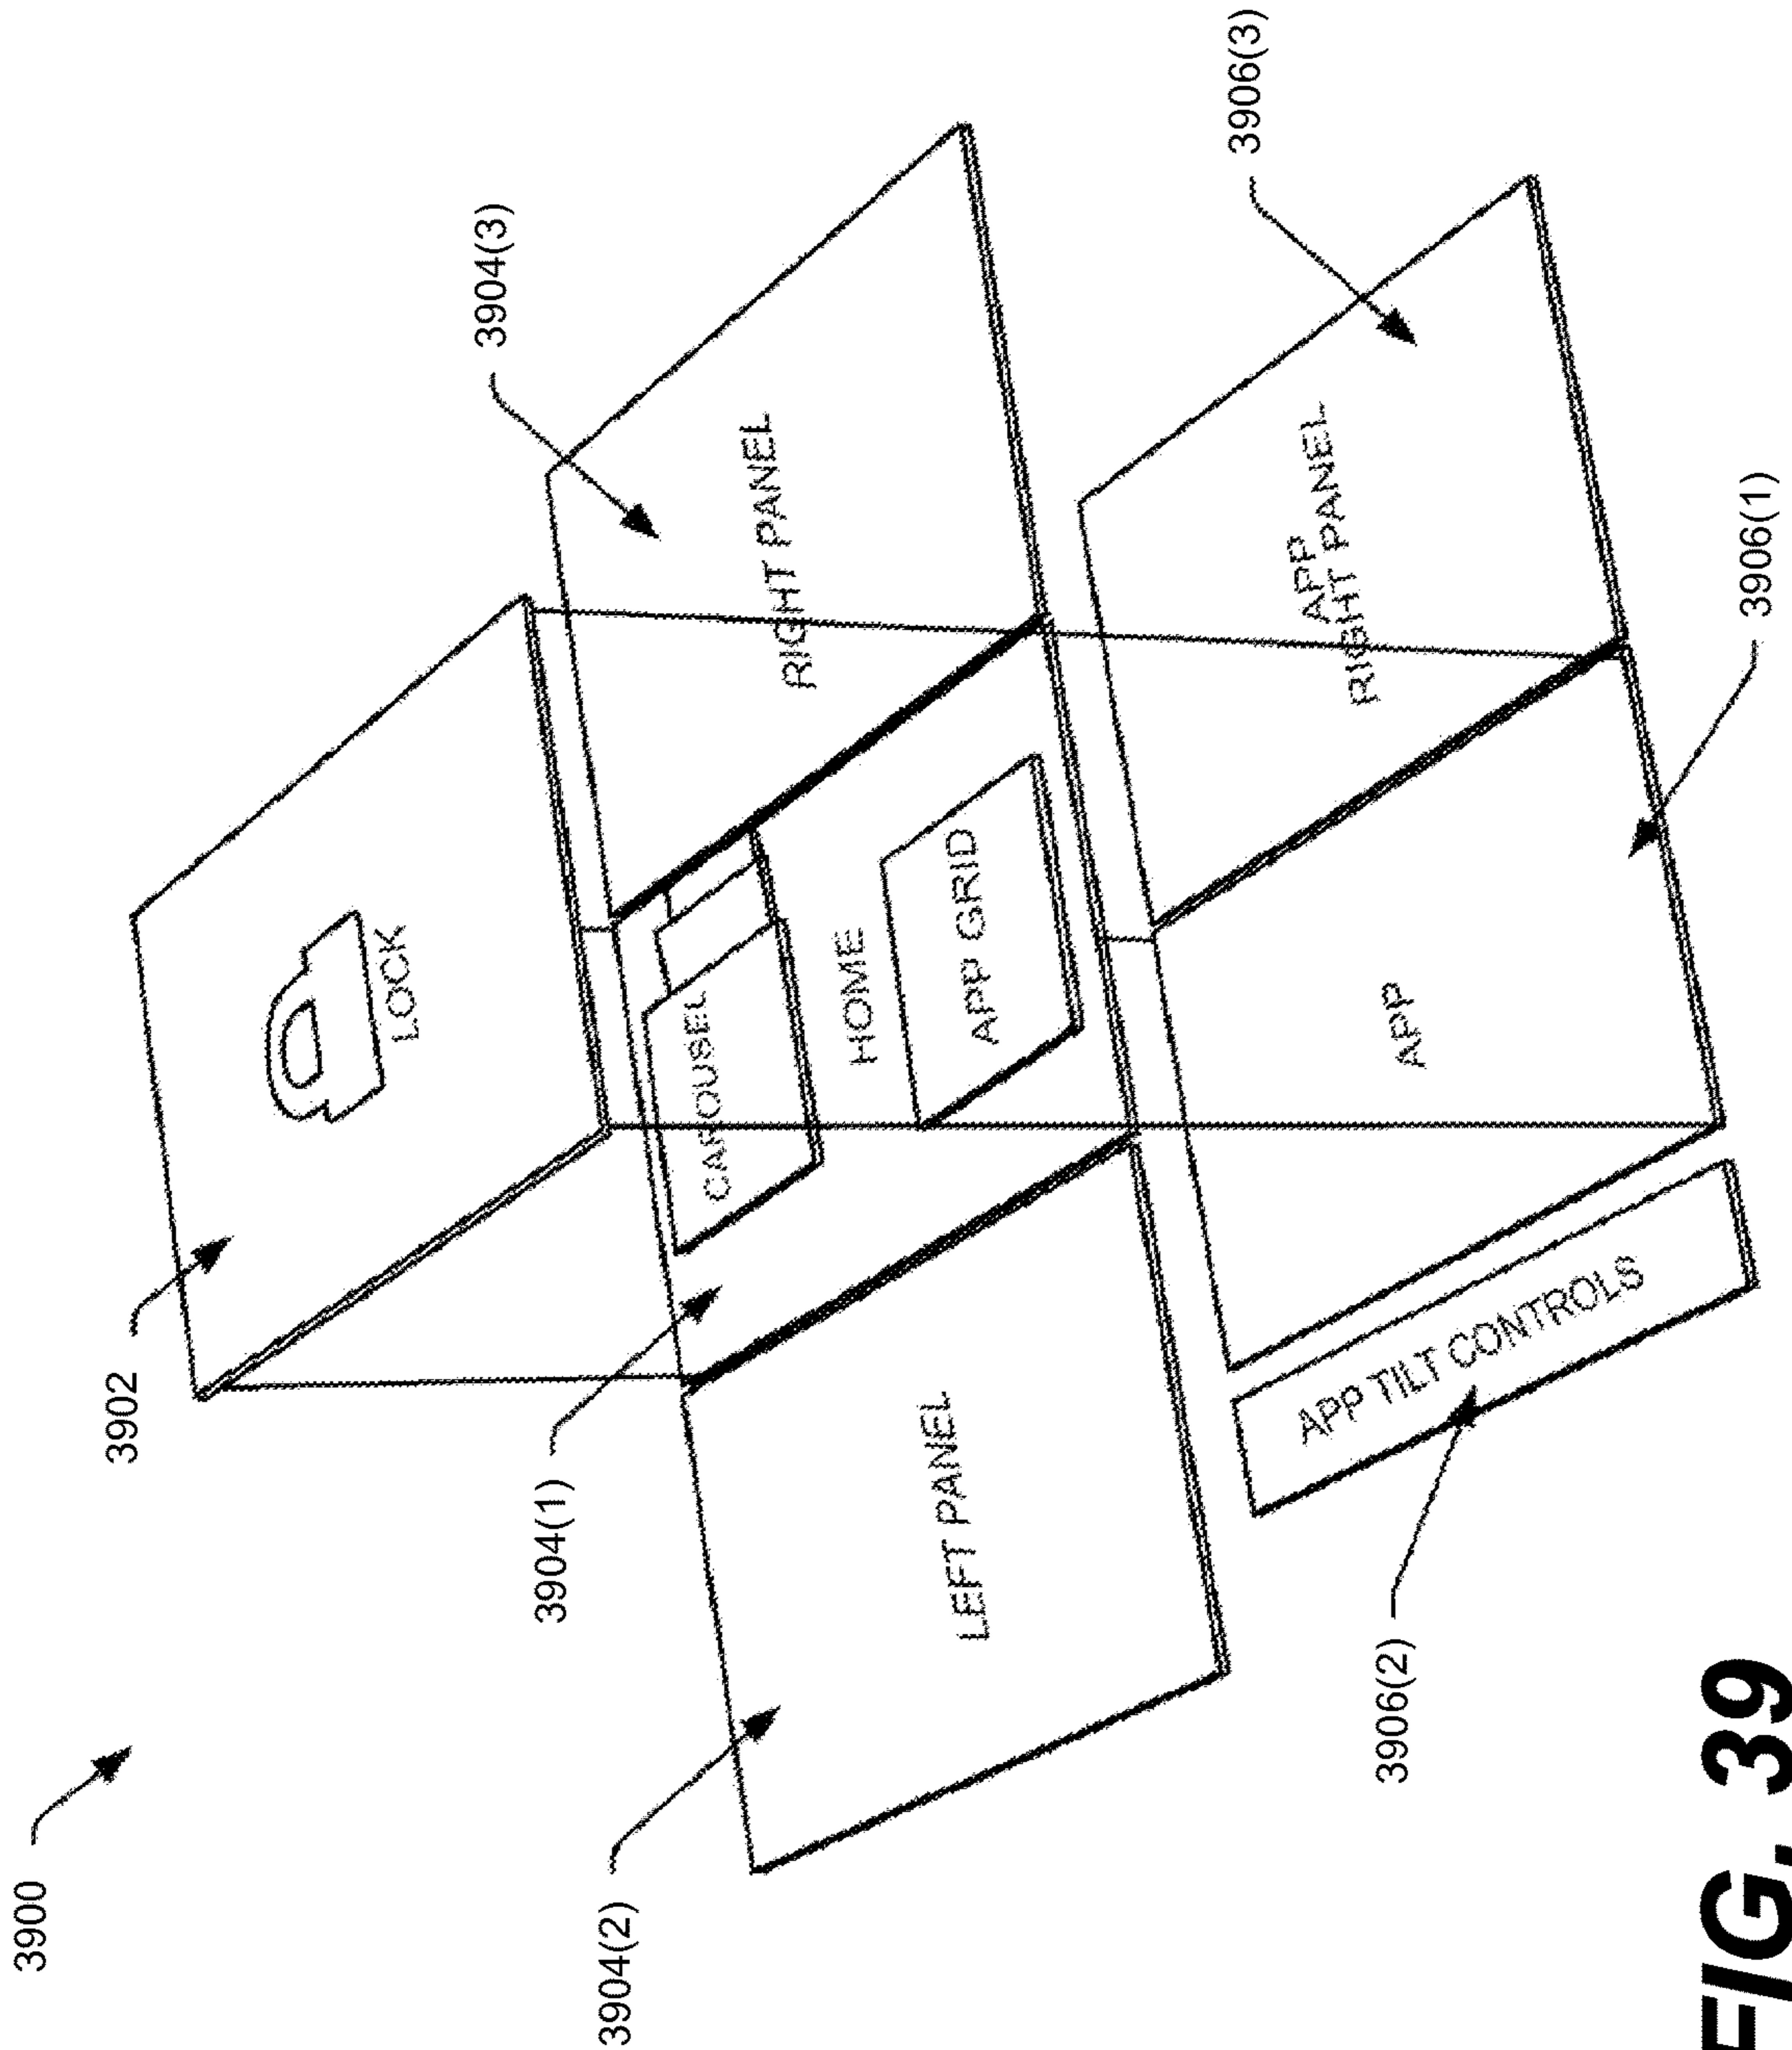 3900
3902
LOCK
3904(1)
3904(2)
3904(3)
CAROUSEL
HOME
APP GRID
LEFT PANEL
RIGHT PANEL
APP
APP
RIGHT PANEL
APP TILT CONTROLS
3906(2)
3906(1)
3906(3)
FIG. 39